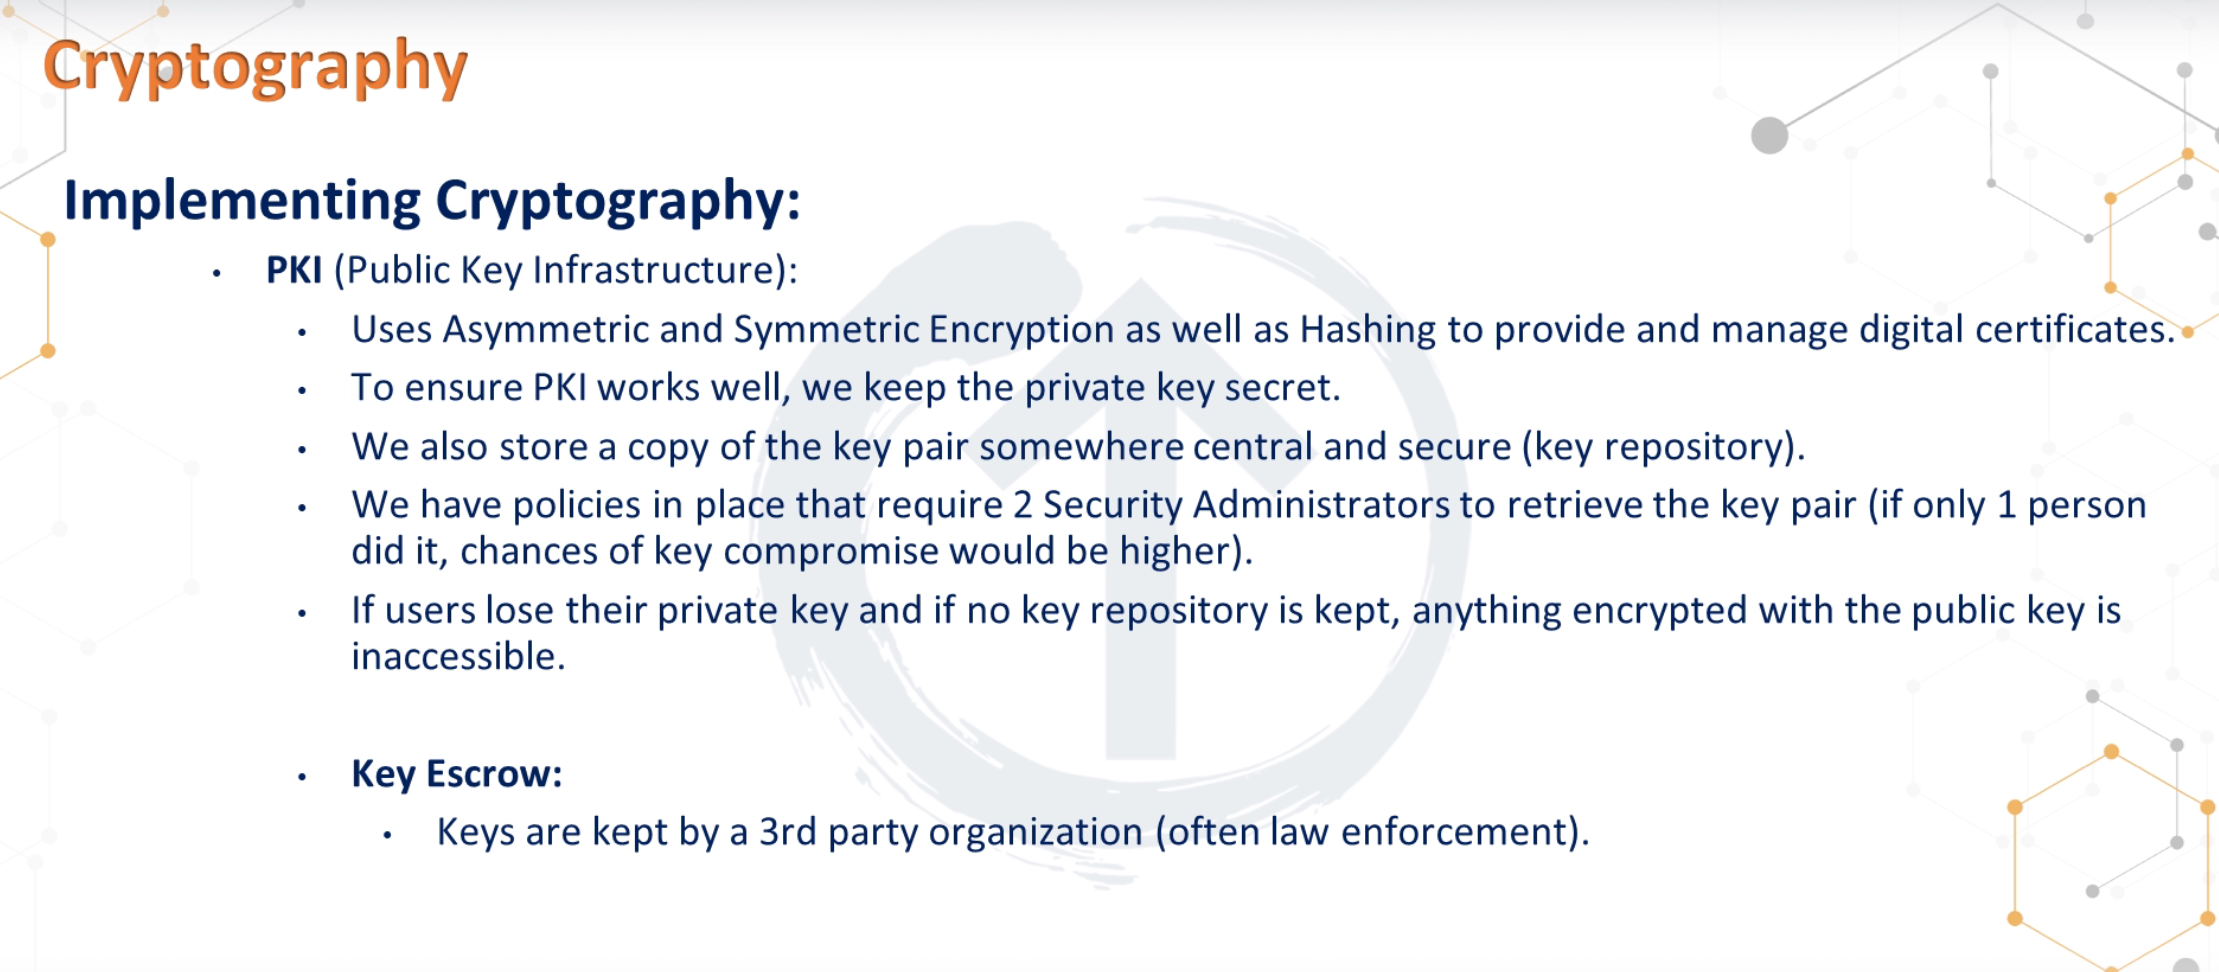 Cryptography
Implementing Cryptography:
• PKI (Public Key Infrastructure):
• Uses Asymmetric and Symmetric Encryption as well as Hashing to provide and manage digital certificates.
• To ensure PKI works well, we keep the private key secret.
• We also store a copy of the key pair somewhere central and secure (key repository).
• We have policies in place that require 2 Security Administrators to retrieve the key pair (if only 1 person
did it, chances of key compromise would be higher).
• If users lose their private key and if no key repository is kept, anything encrypted with the public key is
inaccessible.
• Key Escrow:
• Keys are kept by a 3rd party organization (often law enforcement).